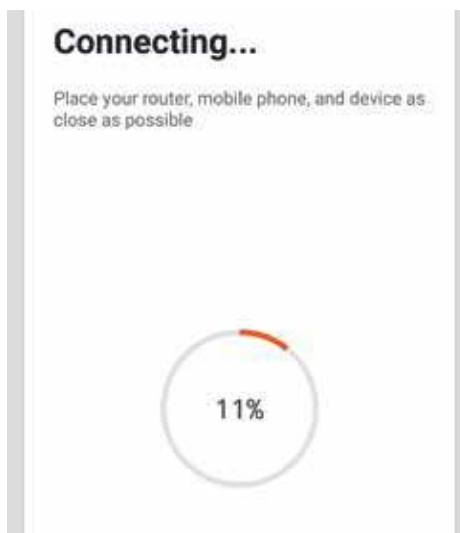 Connecting...
Place your router, mobile phone, and device as
close as possible
11%